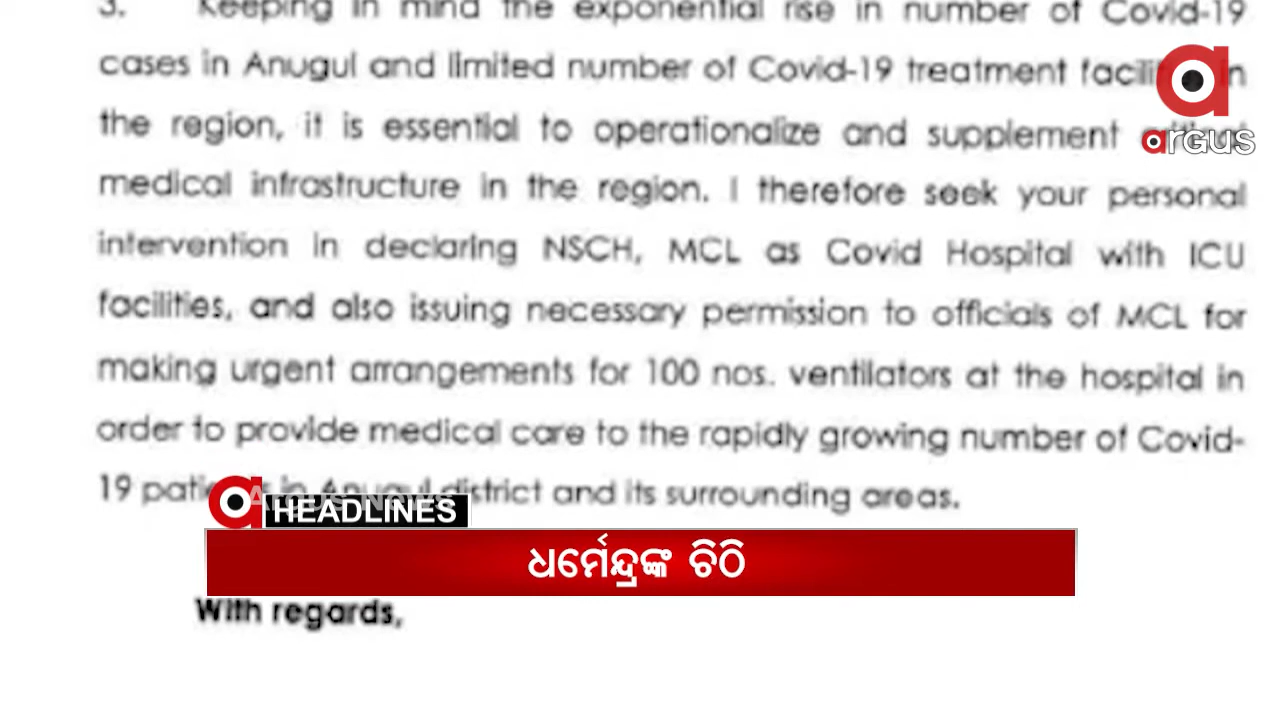 3. Keeping in mind the exponential rise in number of Covid-19
cases in Anugul and limited number of Covid-19 treatment in
the region, it is essential to operationalize and supplement
medical infrastructure in the region. I therefore seek your personal
intervention in declaring NSCH, MCL as Covid Hospital with ICU
facilities, and also issuing necessary permission to officials of MCL for
making urgent arrangements for 100 nos. ventilators at the hospital in
order to provide medical care to the rapidly growing number of Covid-
19 in Anugul district and its surrounding areas.
With regards,
argus
ARGUS NEWS
HEADLINES
ଧର୍ମେନ୍ଦ୍ରଙ୍କ ଚିଠି